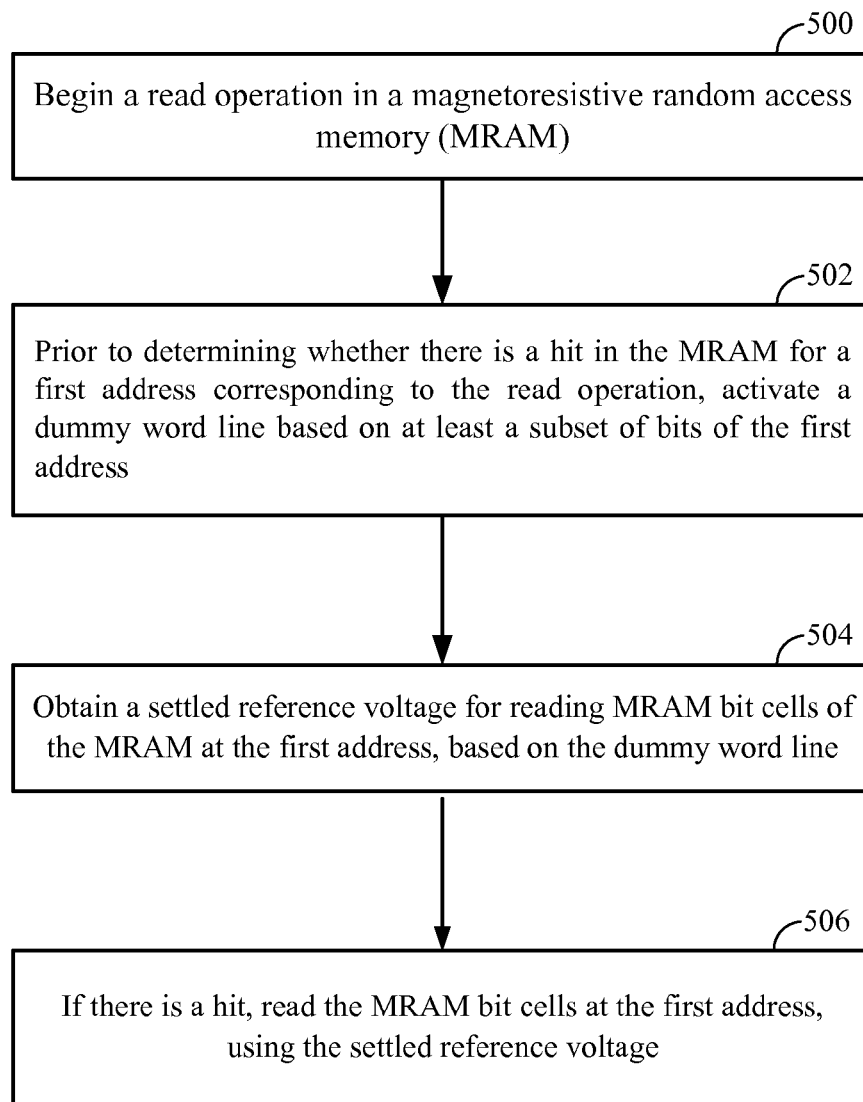 500
Begin a read operation in a magnetoresistive random access
memory (MRAM)
502
Prior to determining whether there is a hit in the MRAM for a
first address corresponding to the read operation, activate a
dummy word line based on at least a subset of bits of the first
address
504
Obtain a settled reference voltage for reading MRAM bit cells of
the MRAM at the first address, based on the dummy word line
506
If there is a hit, read the MRAM bit cells at the first address,
using the settled reference voltage